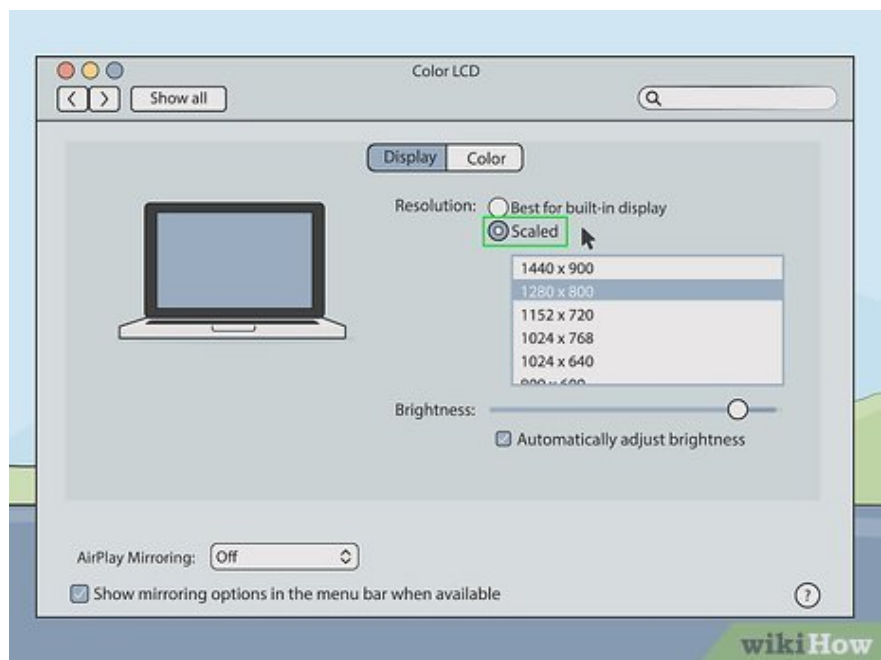 Color LCD
Show all
Display Color
Resolution: Best for built-in display
Scaled
1440 x 900
1280 x 800
1152 x 720
1024 x 768
1024 x 640
800 x 600
Brightness:
Automatically adjust brightness
AirPlay Mirroring: Off
Show mirroring options in the menu bar when available
?
wikiHow